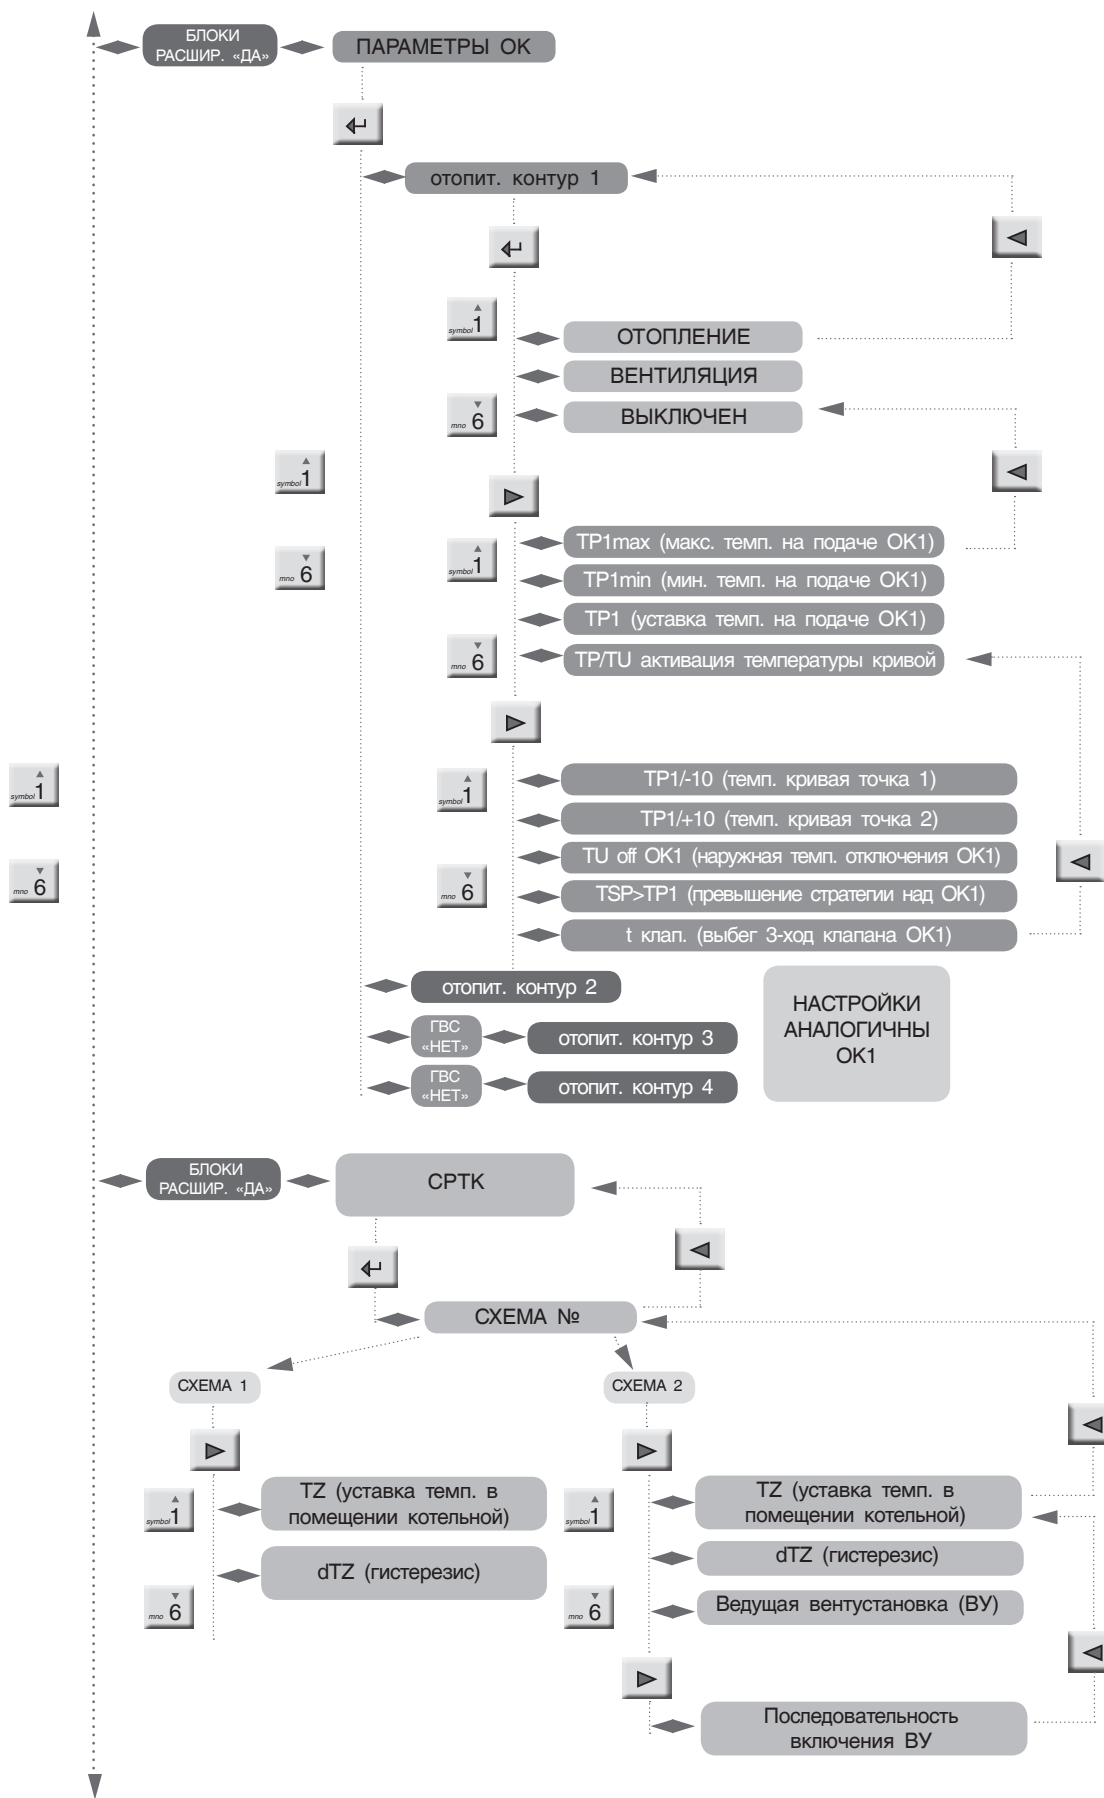 БЛОКИ
РАСШИР. «ДА»
ПАРАМЕТРЫ ОК
отопит. контур 1
symbol 1
ОТОПЛЕНИЕ
ВЕНТИЛЯЦИЯ
mno 6
ВЫКЛЮЧЕН
symbol 1
mno 6
symbol 1
TP1max (макс. темп. на подаче ОК1)
TP1min (мин. темп. на подаче ОК1)
TP1 (уставка темп. на подаче ОК1)
mno 6
TP/TU активация температуры кривой
symbol 1
symbol 1
TP1/-10 (темп. кривая точка 1)
TP1/+10 (темп. кривая точка 2)
TU off OK1 (наружная темп. отключения ОК1)
mno 6
mno 6
TSP>TP1 (превышение стратегии над ОК1)
t клап. (выбег 3-ход клапана ОК1)
отопит. контур 2
ГВС
«НЕТ»
отопит. контур 3
ГВС
«НЕТ»
отопит. контур 4
НАСТРОЙКИ
АНАЛОГИЧНЫ
ОК1
БЛОКИ
РАСШИР. «ДА»
СРТК
СХЕМА №
СХЕМА 1
СХЕМА 2
symbol 1
TZ (уставка темп. в
помещении котельной)
dTZ (гистерезис)
mno 6
symbol 1
TZ (уставка темп. в
помещении котельной)
dTZ (гистерезис)
mno 6
Ведущая вентустановка (ВУ)
Последовательность
включения ВУ